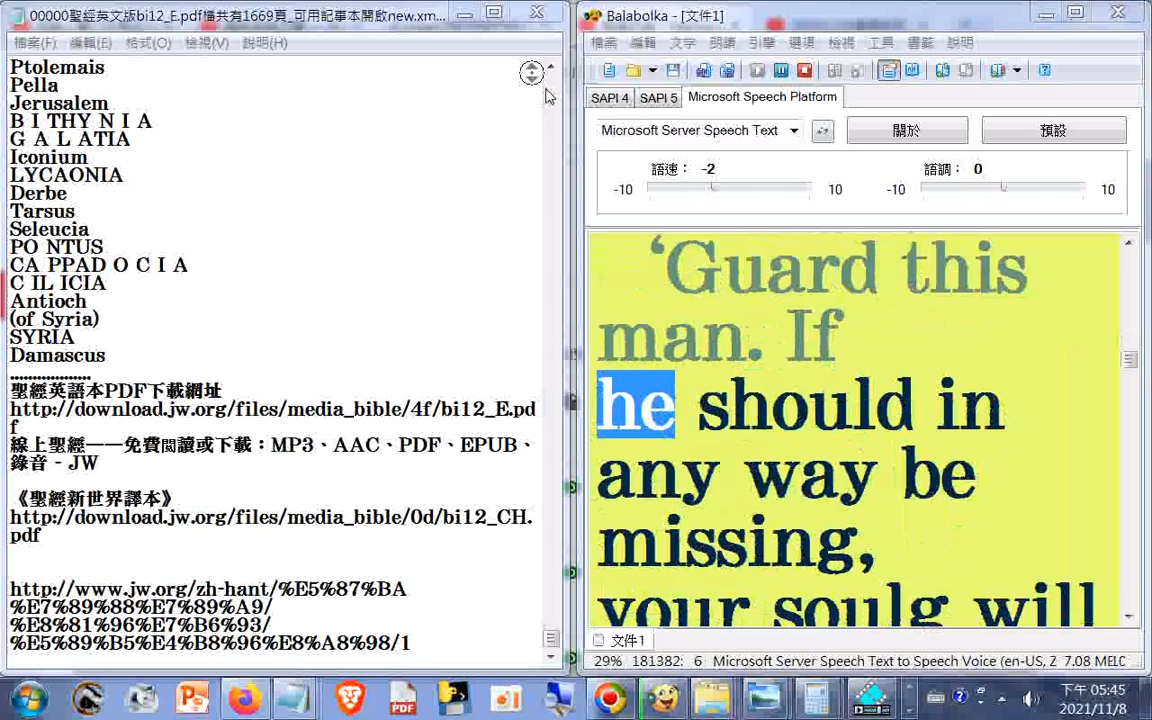 00000聖經英文版bi12_E.pdf檔共有1669頁_可用記事本開啟new.xm...
檔案(F) 編輯(E) 格式(O) 檢視(V) 說明(H)
Ptolemais
Pella
Jerusalem
B I THY N I A
G A L ATIA
Iconium
LYCAONIA
Derbe
Tarsus
Seleucia
PO NTUS
CA PPAD O C I A
C IL ICIA
Antioch
(of Syria)
SYRIA
Damascus
..................
聖經英語本PDF下載網址
http://download.jw.org/files/media_bible/4f/bi12_E.pd
f
線上聖經——免費閱讀或下載：MP3、AAC、PDF、EPUB、
錄音 - JW
《聖經新世界譯本》
http://download.jw.org/files/media_bible/0d/bi12_CH.
pdf
http://www.jw.org/zh-hant/%E5%87%BA
%E7%89%88%E7%89%A9/
%E8%81%96%E7%B6%93/
%E5%89%B5%E4%B8%96%E8%A8%98/1
Balabolka - [文件1]
檔案 編輯 文字 朗讀 引擎 選項 檢視 工具 書籤 說明
SAPI 4 SAPI 5 Microsoft Speech Platform
Microsoft Server Speech Text 關於 預設
語速： -2 語調： 0
-10 10 -10 10
‘Guard this
man. If
he should in
any way be
missing,
your soulg will
文件1
29% 181382: 6 Microsoft Server Speech Text to Speech Voice (en-US, Z 7.08 MELC
PDF
下午 05:45
2021/11/8